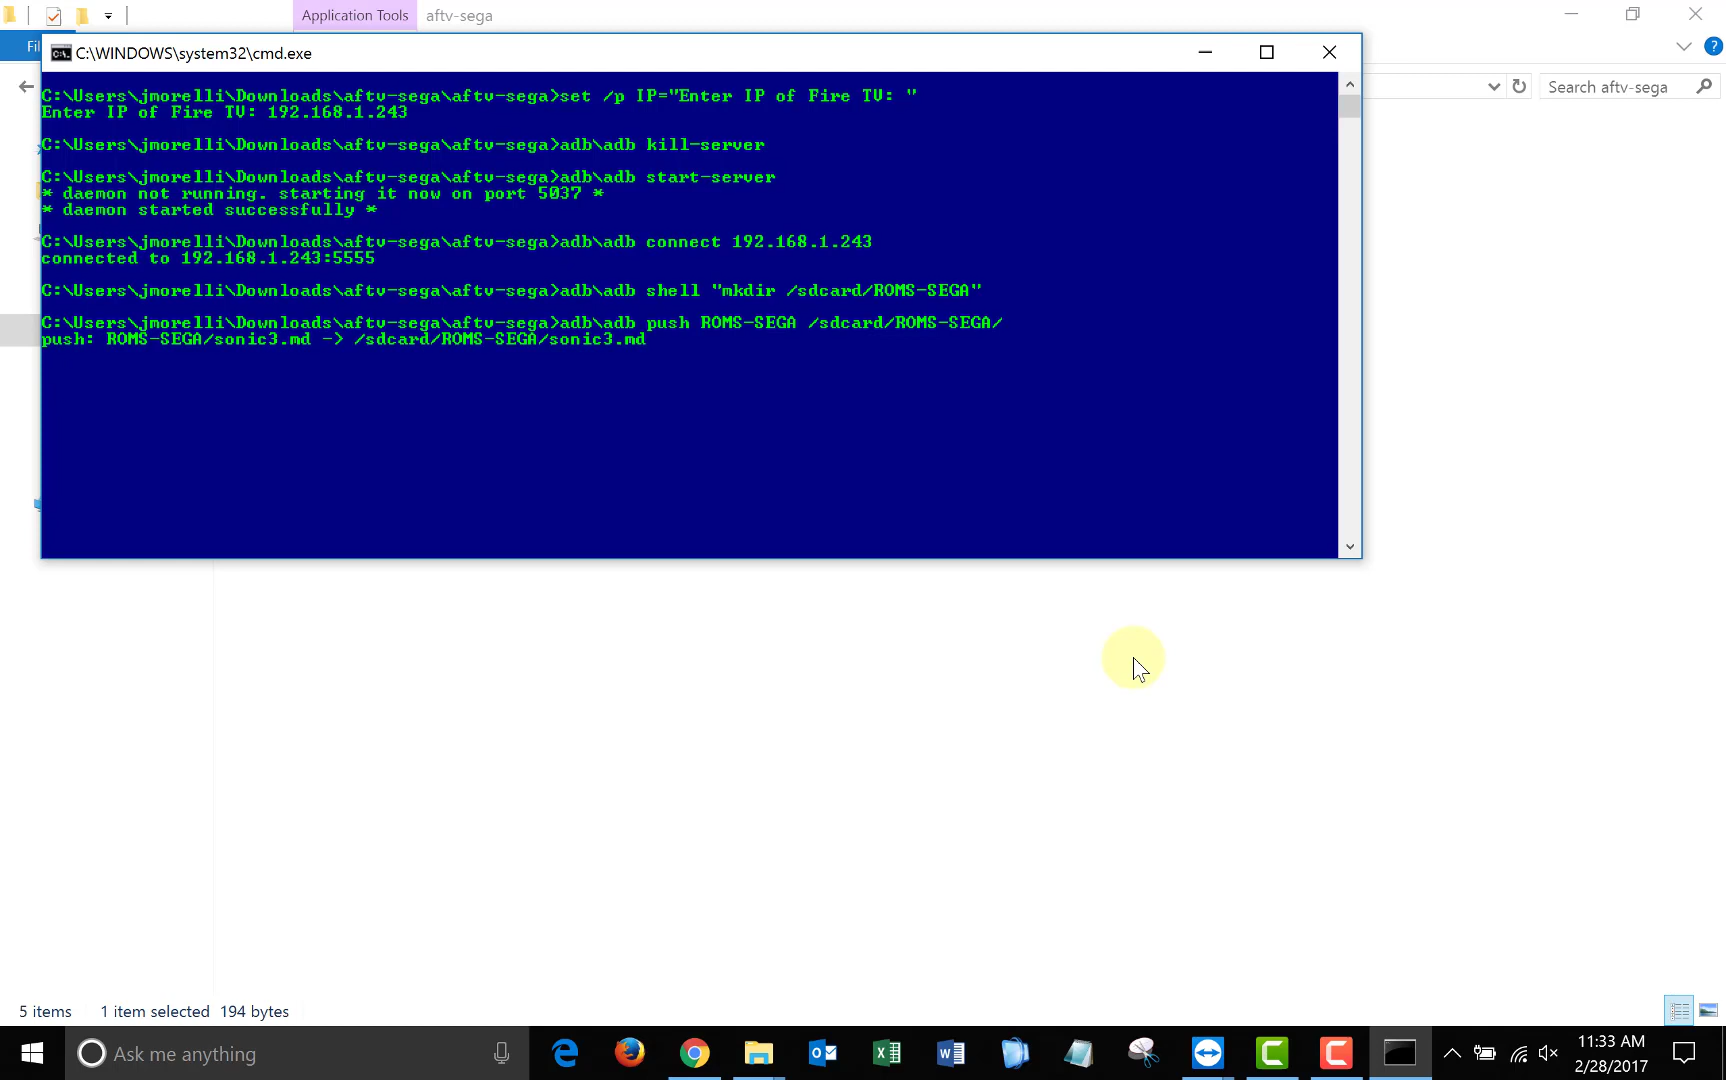 Application Tools
aftv-sega
Fil
C:\WINDOWS\system32\cmd.exe
Search aftv-sega
C:\Users\jmorelli\Downloads\aftv-sega\aftv-sega>set /p IP="Enter IP of Fire TV: "
Enter IP of Fire TV: 192.168.1.243
C:\Users\jmorelli\Downloads\aftv-sega\aftv-sega>adb\adb kill-server
C:\Users\jmorelli\Downloads\aftv-sega\aftv-sega>adb\adb start-server
* daemon not running. starting it now on port 5037 *
* daemon started successfully *
C:\Users\jmorelli\Downloads\aftv-sega\aftv-sega>adb\adb connect 192.168.1.243
connected to 192.168.1.243:5555
C:\Users\jmorelli\Downloads\aftv-sega\aftv-sega>adb\adb shell "mkdir /sdcard/ROMS-SEGA"
C:\Users\jmorelli\Downloads\aftv-sega\aftv-sega>adb\adb push ROMS-SEGA /sdcard/ROMS-SEGA/
push: ROMS-SEGA/sonic3.md -> /sdcard/ROMS-SEGA/sonic3.md
5 items 1 item selected 194 bytes
Ask me anything
11:33 AM
2/28/2017